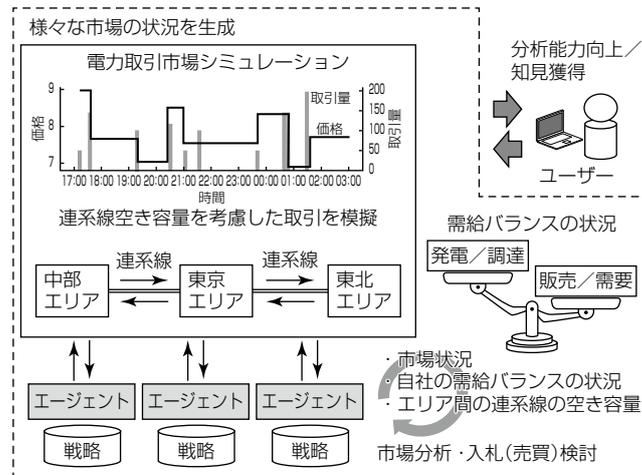 様々な市場の状況を生成
電力取引市場シミュレーション
9
8
7
価格
取引量
価格
200
150
100
50
0
取引量
17:00 18:00 19:00 20:00 21:00 22:00 23:00 00:00 01:00 02:00 03:00
時間
連系線空き容量を考慮した取引を模擬
連系線
連系線
中部
エリア
東京
エリア
東北
エリア
エージェント
エージェント
エージェント
戦略
戦略
戦略
分析能力向上／
知見獲得
ユーザー
需給バランスの状況
発電／調達
販売／需要
・市場状況
・自社の需給バランスの状況
・エリア間の連系線の空き容量
市場分析・入札(売買)検討